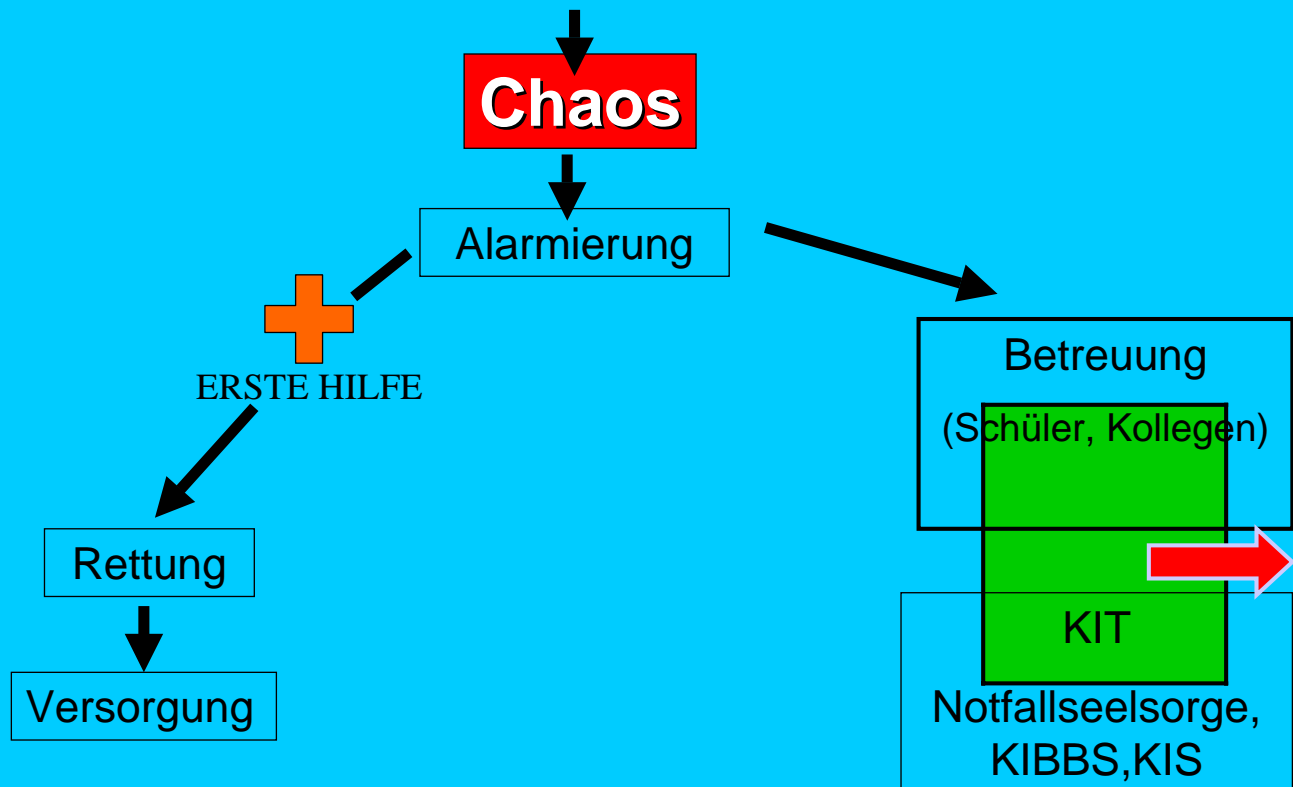 Chaos
Alarmierung
ERSTE HILFE
Betreuung
(Schüler, Kollegen)
Rettung
KIT
Versorgung
Notfallseelsorge,
KIBBS,KIS